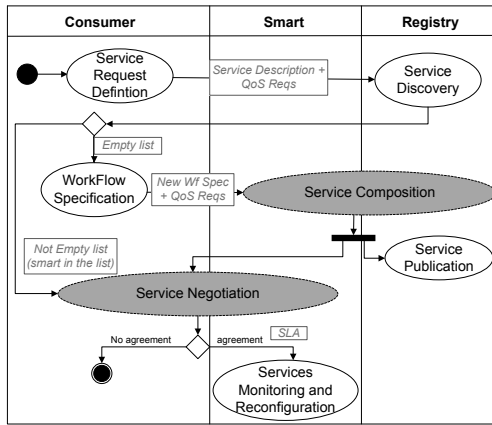 Consumer
Smart
Registry
Service
Request
Defintion
Service Description +
QoS Reqs
Service
Discovery
Empty list
WorkFlow
Specification
New Wf Spec
+ QoS Reqs
Service Composition
Not Empty list
(smart in the list)
Service
Publication
Service Negotiation
SLA
No agreement
agreement
Services
Monitoring and
Reconfiguration